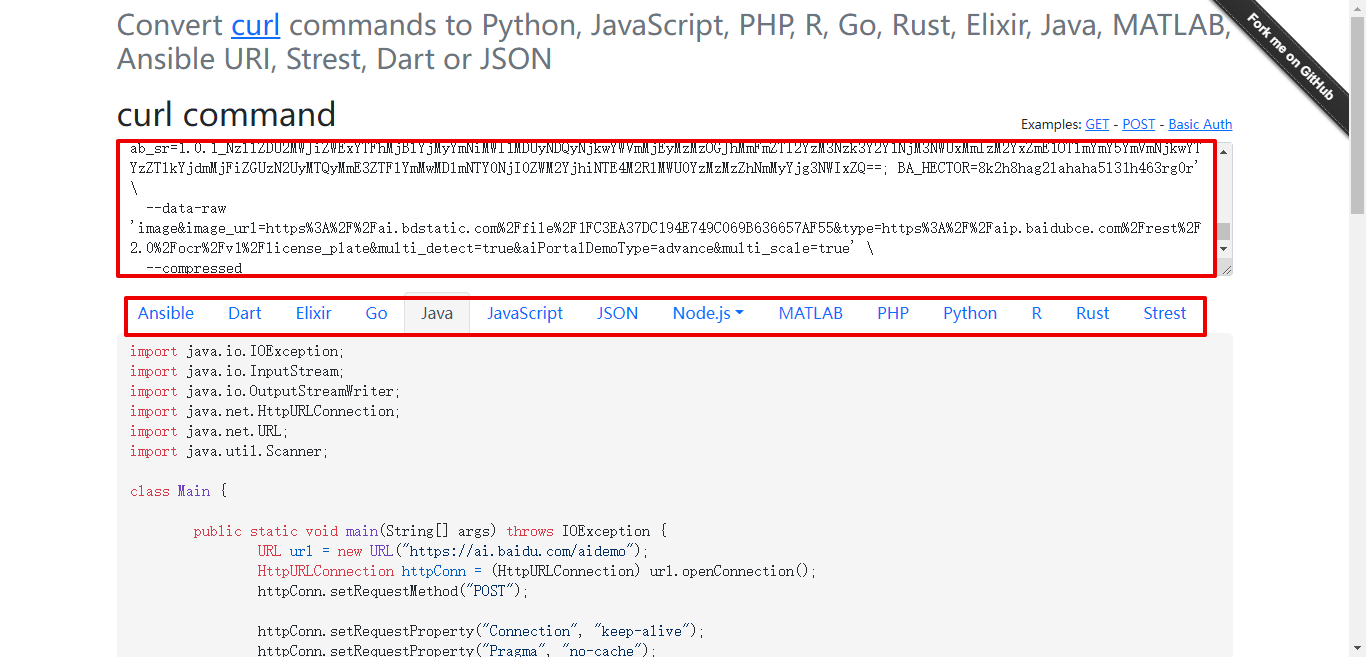 Convert curl commands to Python, JavaScript, PHP, R, Go, Rust, Elixir, Java, MATLAB,
Ansible URI, Strest, Dart or JSON
Fork me on GitHub
curl command
Examples: GET - POST - Basic Auth
BA_HECTOR=8k2h8hag2lahaha5l31h463rg0r'
\
--data-raw
'image&image_url=https%3A%2F%2Fai.bdstatic.com%2Ffile%2F1FC3EA37DC194E749C069B636657AF55&type=https%3A%2F%2Faip.baidubce.com%2Frest%2F
2.0%2Focr%2Fv1%2Flicense_plate&multi_detect=true&aiPortalDemoType=advance&multi_scale=true' \
--compressed
Ansible Dart Elixir Go Java JavaScript JSON Node.js MATLAB PHP Python R Rust Strest
import java.io.IOException;
import java.io.InputStream;
import java.io.OutputStreamWriter;
import java.net.HttpURLConnection;
import java.net.URL;
import java.util.Scanner;
class Main {
public static void main(String[] args) throws IOException {
URL url = new URL("https://ai.baidu.com/aidemo");
HttpURLConnection httpConn = (HttpURLConnection) url.openConnection();
httpConn.setRequestMethod("POST");
httpConn.setRequestProperty("Connection", "keep-alive");
httpConn.setRequestProperty("Pragma", "no-cache");